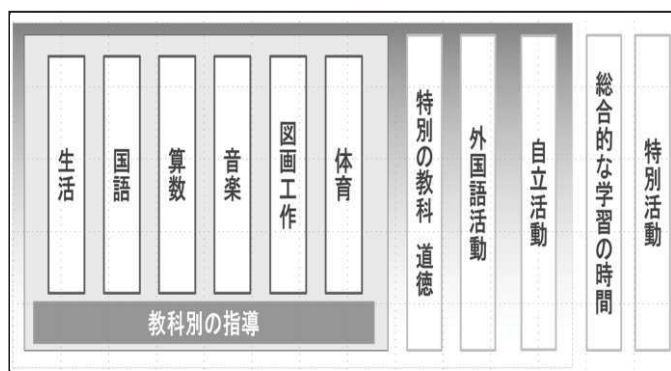 生活
国語
算数
音楽
図画工作
体育
教科別の指導
特別の教科 道徳
外国語活動
自立活動
総合的な学習の時間
特別活動